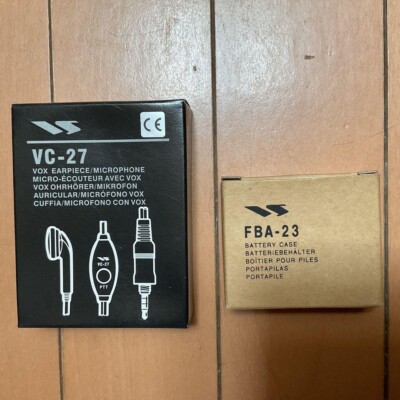 CE
VC-27
VOX EARPIECE/MICROPHONE
MICRO-ÉCOUTEUR AVEC VOX
VOX OHRHÖRER/MIKROFON
AURICULAR/MICRÓFONO VOX
CUFFIA/MICROFONO CON VOX
VC-27
PTT
FBA-23
BATTERY CASE
BATTERIEBEHÄLTER
BOÎTIER POUR PILES
PORTAPILAS
PORTAPILE